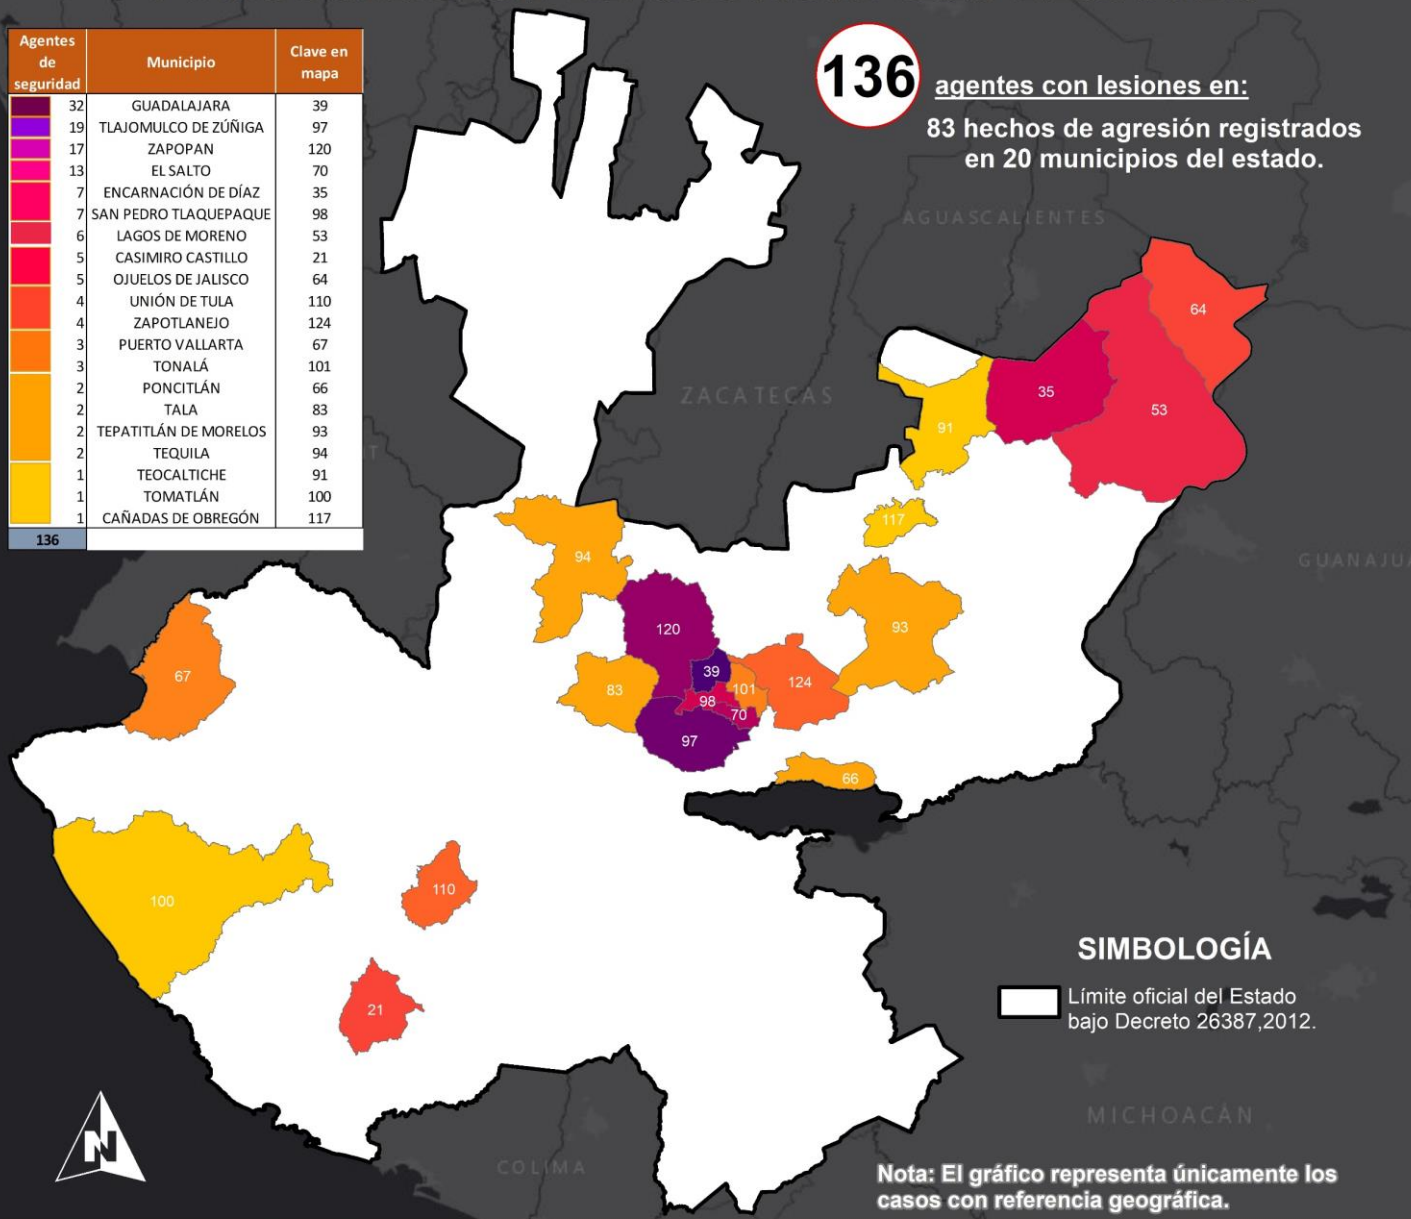 Agentes de seguridad Municipio Clave en mapa
32 GUADALAJARA 39
19 TLAJOMULCO DE ZÚÑIGA 97
17 ZAPOPAN 120
13 EL SALTO 70
7 ENCARNACIÓN DE DÍAZ 35
7 SAN PEDRO TLAQUEPAQUE 98
6 LAGOS DE MORENO 53
5 CASIMIRO CASTILLO 21
5 OJUELOS DE JALISCO 64
4 UNIÓN DE TULA 110
4 ZAPOTLANEJO 124
3 PUERTO VALLARTA 67
3 TONALÁ 101
2 PONCITLÁN 66
2 TALA 83
2 TEPATITLÁN DE MORELOS 93
2 TEQUILA 94
1 TEOCALTICHE 91
1 TOMATLÁN 100
1 CAÑADAS DE OBREGÓN 117
136
136 agentes con lesiones en:
83 hechos de agresión registrados
en 20 municipios del estado.
AGUASCALIENTES
64
ZACATECAS
35
53
91
117
94
GUANAJUA
120
93
39
124
67
83
101
98
70
97
66
110
100
21
SIMBOLOGÍA
Límite oficial del Estado
bajo Decreto 26387,2012.
MICHOACÁN
COLIMA
N
Nota: El gráfico representa únicamente los
casos con referencia geográfica.